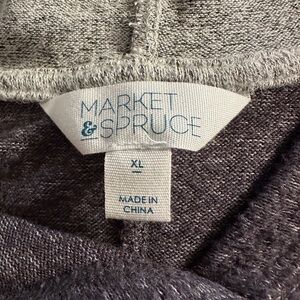 MARKET
& SPRUCE
XL
MADE IN
CHINA